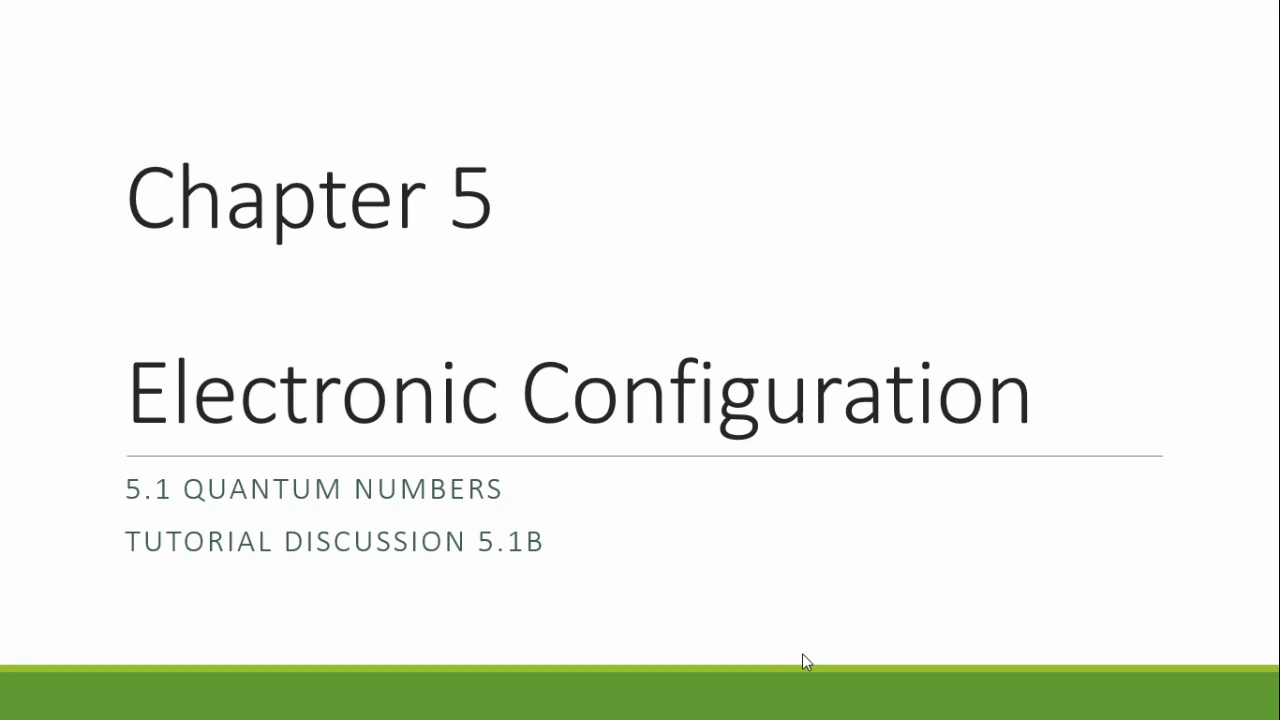 Chapter 5
Electronic Configuration
5.1 QUANTUM NUMBERS
TUTORIAL DISCUSSION 5.1B